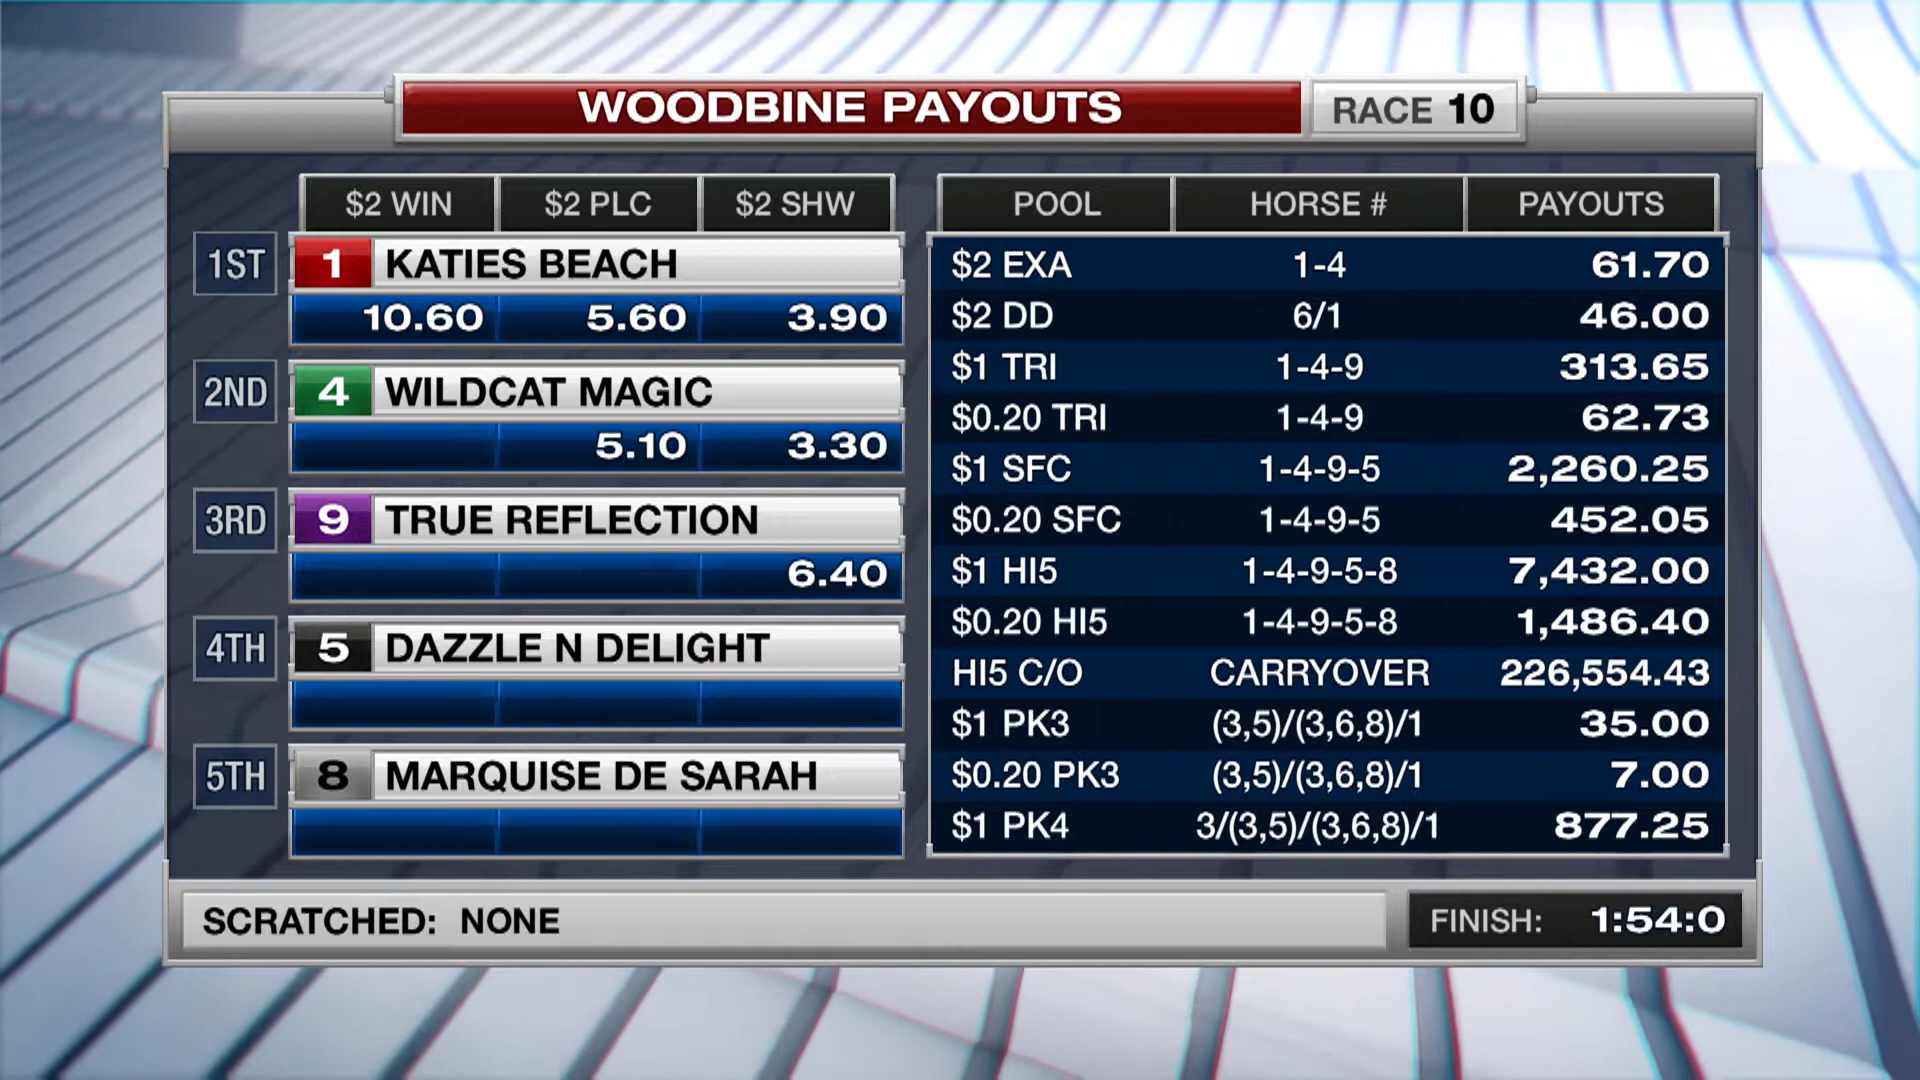 WOODBINE PAYOUTS
RACE 10
$2 WIN $2 PLC $2 SHW
1ST 1 KATIES BEACH
10.60 5.60 3.90
2ND 4 WILDCAT MAGIC
5.10 3.30
3RD 9 TRUE REFLECTION
6.40
4TH 5 DAZZLE N DELIGHT
5TH 8 MARQUISE DE SARAH
POOL HORSE # PAYOUTS
$2 EXA 1-4 61.70
$2 DD 6/1 46.00
$1 TRI 1-4-9 313.65
$0.20 TRI 1-4-9 62.73
$1 SFC 1-4-9-5 2,260.25
$0.20 SFC 1-4-9-5 452.05
$1 HI5 1-4-9-5-8 7,432.00
$0.20 HI5 1-4-9-5-8 1,486.40
HI5 C/O CARRYOVER 226,554.43
$1 PK3 (3,5)/(3,6,8)/1 35.00
$0.20 PK3 (3,5)/(3,6,8)/1 7.00
$1 PK4 3/(3,5)/(3,6,8)/1 877.25
SCRATCHED: NONE
FINISH: 1:54:0